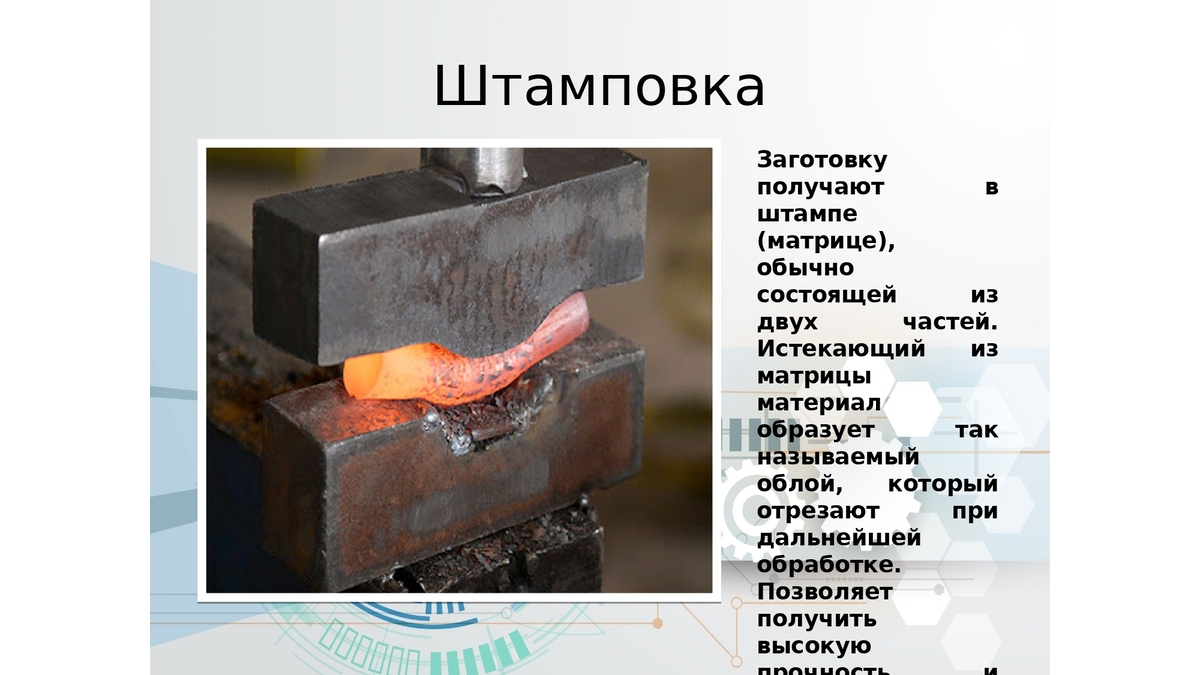 Штамповка
Заготовку
получают в
штампе
(матрице),
обычно
состоящей из
двух частей.
Истекающий из
матрицы
материал
образует так
называемый
облой, который
отрезают при
дальнейшей
обработке.
Позволяет
получить
высокую
прочность и